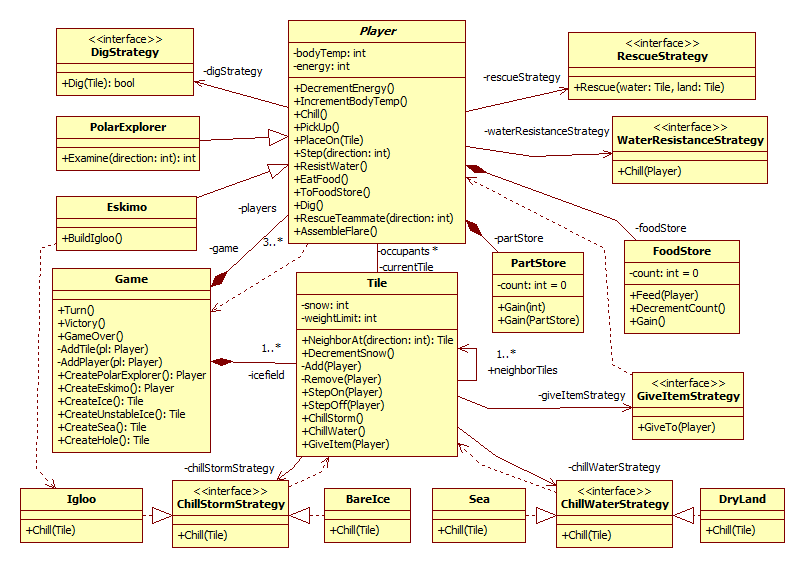 <<interface>>
DigStrategy
+Dig(Tile): bool
-digStrategy
PolarExplorer
+Examine(direction: int): int
Eskimo
+BuildIgloo()
Player
-bodyTemp: int
-energy: int
+DecrementEnergy()
+IncrementBodyTemp()
+Chill()
+PickUp()
+PlaceOn(Tile)
+Step(direction: int)
+ResistWater()
+EatFood()
+ToFoodStore()
+Dig()
+RescueTeammate(direction: int)
+AssembleFlare()
-rescueStrategy
<<interface>>
RescueStrategy
+Rescue(water: Tile, land: Tile)
-waterResistanceStrategy
<<interface>>
WaterResistanceStrategy
+Chill(Player)
-players
-game
3..*
-occupants *
-currentTile
-partStore
PartStore
-count: int = 0
+Gain(int)
+Gain(PartStore)
-foodStore
FoodStore
-count: int = 0
+Feed(Player)
+DecrementCount()
+Gain()
Game
+Turn()
+Victory()
+GameOver()
-AddTile(pl: Player)
-AddPlayer(pl: Player)
+CreatePolarExplorer(): Player
+CreateEskimo(): Player
+CreateIce(): Tile
+CreateUnstableIce(): Tile
+CreateSea(): Tile
+CreateHole(): Tile
1..*
-icefield
Tile
-snow: int
-weightLimit: int
+NeighborAt(direction: int): Tile
+DecrementSnow()
-Add(Player)
-Remove(Player)
+StepOn(Player)
+StepOff(Player)
+ChillStorm()
+ChillWater()
+GiveItem(Player)
1..*
+neighborTiles
-giveItemStrategy
<<interface>>
GiveItemStrategy
+GiveTo(Player)
-chillStormStrategy
-chillWaterStrategy
Igloo
+Chill(Tile)
<<interface>>
ChillStormStrategy
+Chill(Tile)
BareIce
+Chill(Tile)
Sea
+Chill(Tile)
<<interface>>
ChillWaterStrategy
+Chill(Tile)
DryLand
+Chill(Tile)